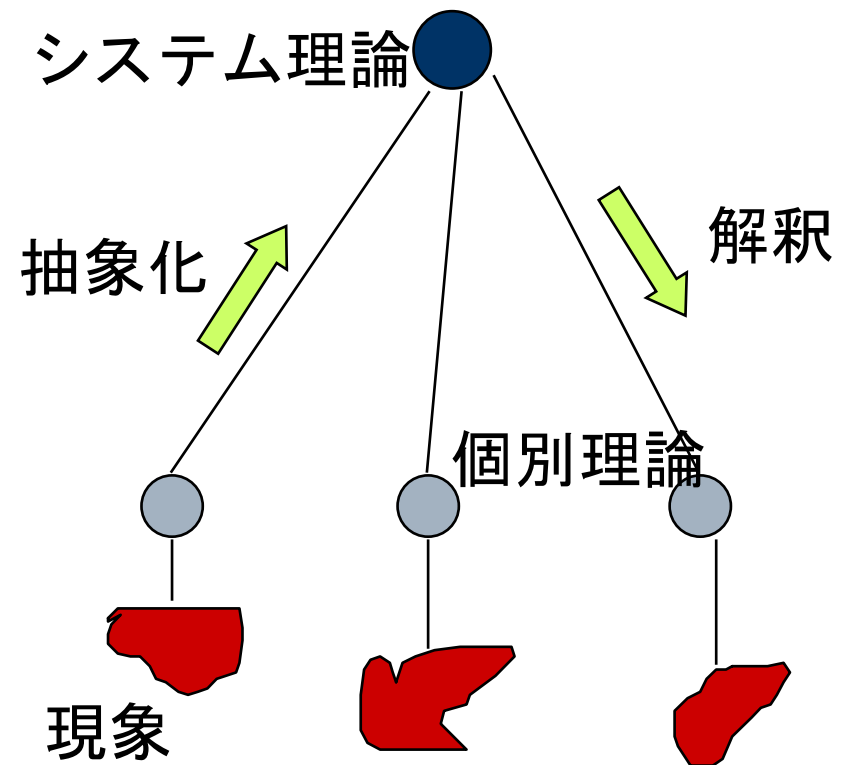 システム理論
抽象化
解釈
個別理論
現象